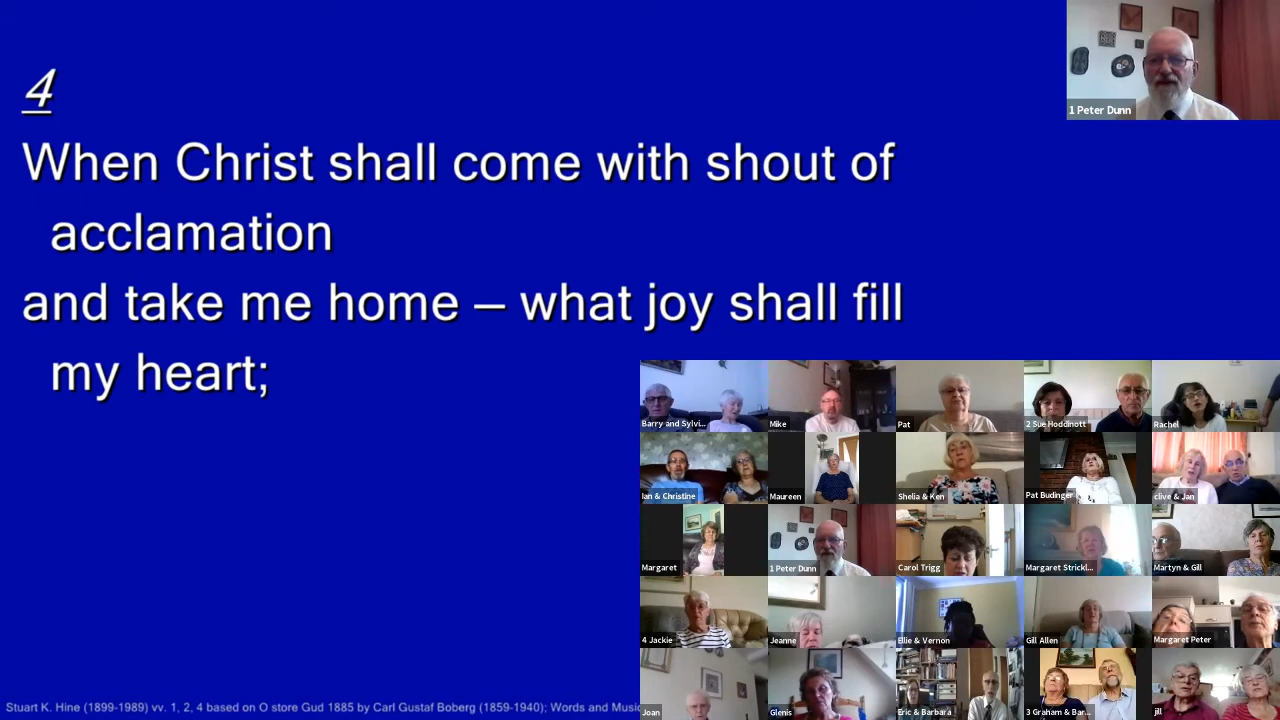 4
When Christ shall come with shout of
acclamation
and take me home – what joy shall fill
my heart;
1 Peter Dunn
Barry and Sylvi...
Mike
Pat
2 Sue Hoddinott
Rachel
Ian & Christine
Maureen
Shelia & Ken
Pat Budinger
clive & Jan
Margaret
1 Peter Dunn
Carol Trigg
Margaret Strickl...
Martyn & Gill
4 Jackie
Jeanne
Ellie & Vernon
Gill Allen
Margaret Peter
Joan
Glenis
Eric & Barbara
3 Graham & Bar...
jill
Stuart K. Hine (1899-1989) vv. 1, 2, 4 based on O store Gud 1885 by Carl Gustaf Boberg (1859-1940); Words and Music